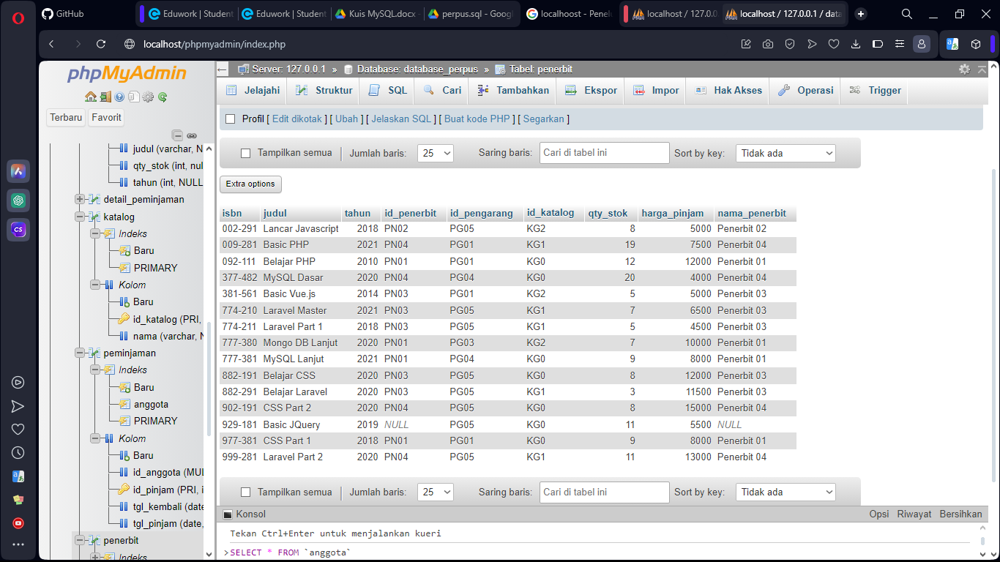 GitHub
Eduwork | Student
Eduwork | Student
Kuis MySQL.docx -
perpus.sql - Googl
localhoost - Penelu
localhost / 127.0.0
localhost / 127.0.0.1 / data
localhost/phpmyadmin/index.php
phpMyAdmin
Terbaru Favorit
judul (varchar, N
qty_stok (int, nul
tahun (int, NULL
detail_peminjaman
katalog
Indeks
Baru
PRIMARY
Kolom
Baru
id_katalog (PRI,
nama (varchar, N
peminjaman
Indeks
Baru
anggota
PRIMARY
Kolom
Baru
id_anggota (MUL
id_pinjam (PRI, i
tgl_kembali (date
tgl_pinjam (date,
penerbit
Indeks
Server: 127.0.0.1 » Database: database_perpus » Tabel: penerbit
Jelajahi Struktur SQL Cari Tambahkan Ekspor Impor Hak Akses Operasi Trigger
Profil [ Edit dikotak ] [ Ubah ] [ Jelaskan SQL ] [ Buat kode PHP ] [ Segarkan ]
Tampilkan semua Jumlah baris: 25 Saring baris: Cari di tabel ini Sort by key: Tidak ada
Extra options
isbn judul tahun id_penerbit id_pengarang id_katalog qty_stok harga_pinjam nama_penerbit
002-291 Lancar Javascript 2018 PN02 PG05 KG2 8 5000 Penerbit 02
009-281 Basic PHP 2021 PN04 PG01 KG1 19 7500 Penerbit 04
092-111 Belajar PHP 2010 PN01 PG01 KG0 12 12000 Penerbit 01
377-482 MySQL Dasar 2020 PN04 PG04 KG0 20 4000 Penerbit 04
381-561 Basic Vue.js 2014 PN03 PG01 KG2 5 5000 Penerbit 03
774-210 Laravel Master 2021 PN03 PG05 KG1 7 6500 Penerbit 03
774-211 Laravel Part 1 2018 PN03 PG05 KG1 5 4500 Penerbit 03
777-380 Mongo DB Lanjut 2020 PN01 PG03 KG2 7 10000 Penerbit 01
777-381 MySQL Lanjut 2021 PN01 PG04 KG0 9 8000 Penerbit 01
882-191 Belajar CSS 2020 PN03 PG05 KG0 8 12000 Penerbit 03
882-291 Belajar Laravel 2020 PN03 PG05 KG1 3 11500 Penerbit 03
902-191 CSS Part 2 2020 PN04 PG05 KG0 8 15000 Penerbit 04
929-181 Basic JQuery 2019 NULL PG05 KG0 11 5500 NULL
977-381 CSS Part 1 2018 PN01 PG01 KG0 9 8000 Penerbit 01
999-281 Laravel Part 2 2020 PN04 PG05 KG1 11 13000 Penerbit 04
Tampilkan semua Jumlah baris: 25 Saring baris: Cari di tabel ini Sort by key: Tidak ada
Konsol Opsi Riwayat Bersihkan
Tekan Ctrl+Enter untuk menjalankan kueri
>SELECT * FROM `anggota`